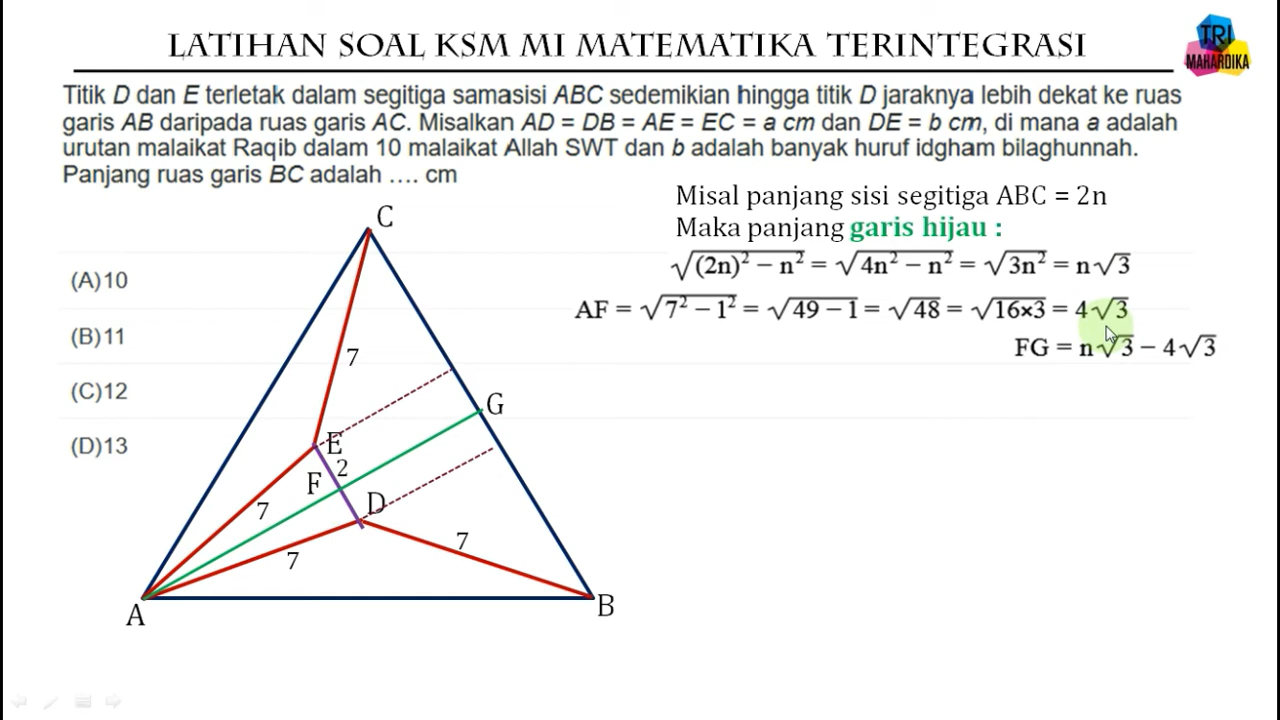 LATIHAN SOAL KSM MI MATEMATIKA TERINTEGRASI
TRI
MAHARDIKA
Titik D dan E terletak dalam segitiga samasisi ABC sedemikian hingga titik D jaraknya lebih dekat ke ruas
garis AB daripada ruas garis AC. Misalkan AD = DB = AE = EC = a cm dan DE = b cm, di mana a adalah
urutan malaikat Raqib dalam 10 malaikat Allah SWT dan b adalah banyak huruf idgham bilaghunnah.
Panjang ruas garis BC adalah .... cm
(A) 10
(B) 11
(C) 12
(D) 13
C
7
E
2
F
G
D
7
7
7
A
B
Misal panjang sisi segitiga ABC = 2n
Maka panjang garis hijau :
√((2n)² − n²) = √(4n² − n²) = √(3n²) = n√3
AF = √(7² − 1²) = √(49 − 1) = √48 = √(16×3) = 4√3
FG = n√3 − 4√3